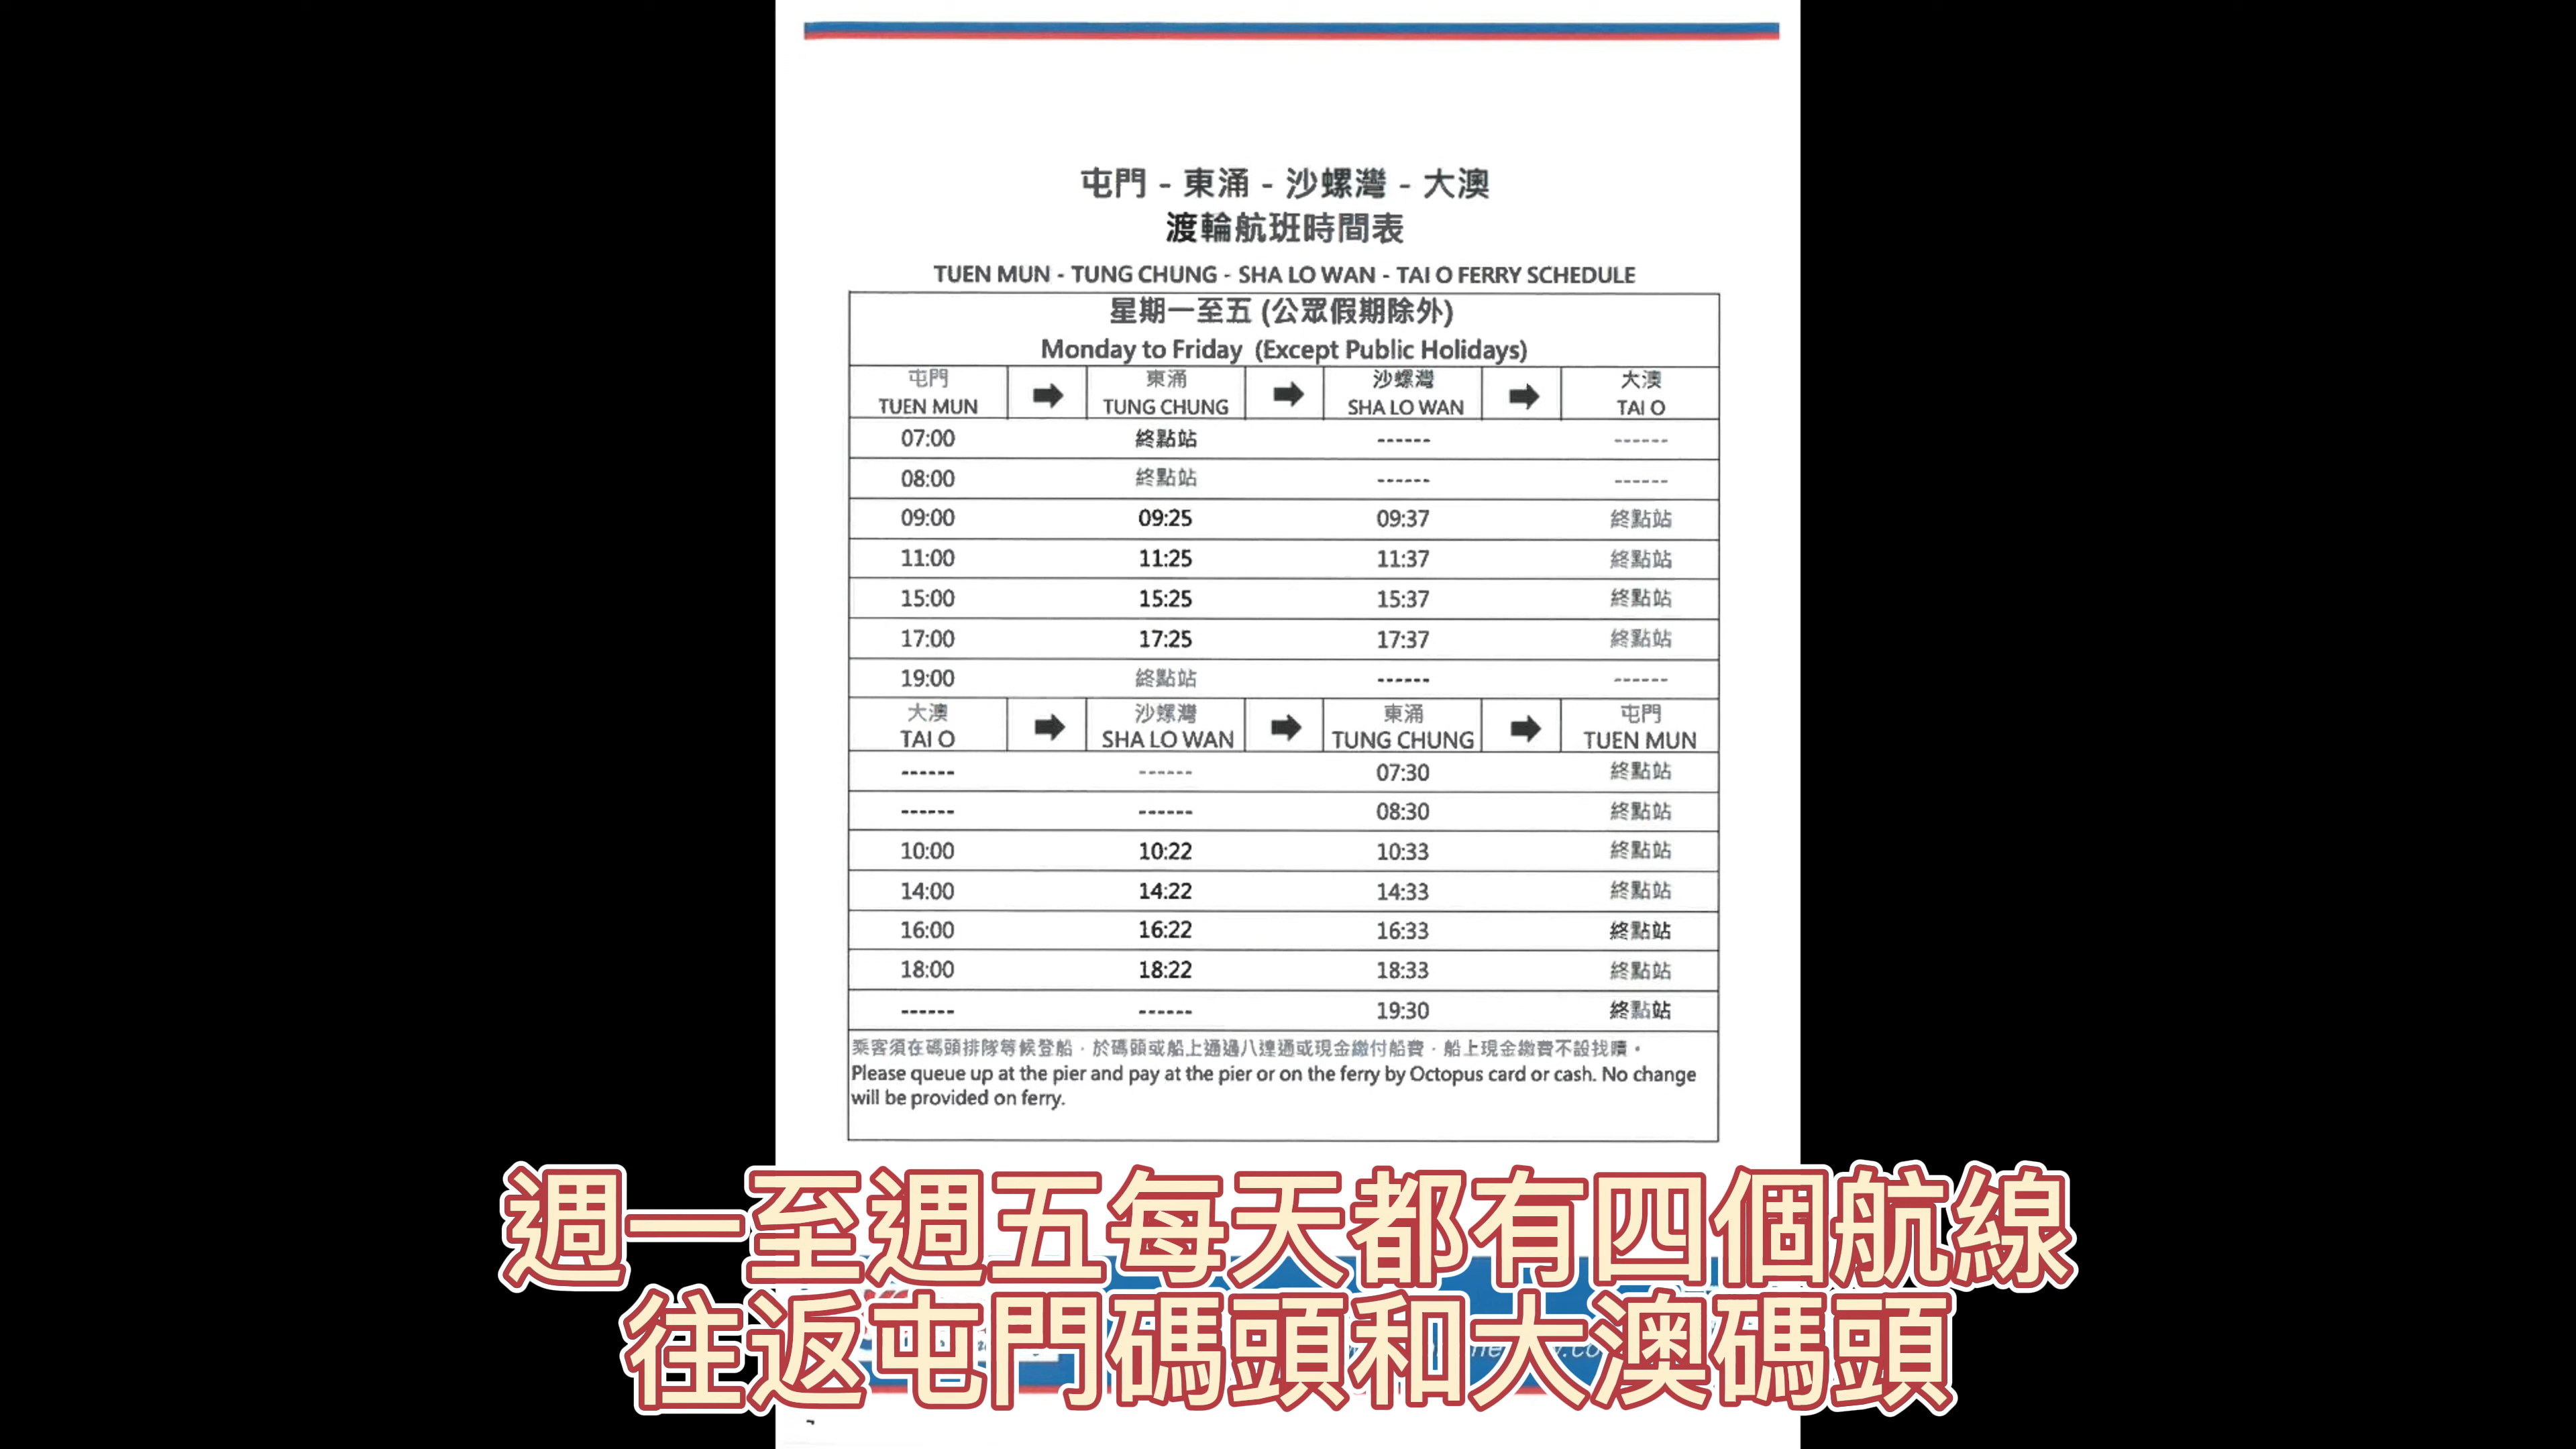 屯門 - 東涌 - 沙螺灣 - 大澳
渡輪航班時間表
TUEN MUN - TUNG CHUNG - SHA LO WAN - TAI O FERRY SCHEDULE
星期一至五 (公眾假期除外)
Monday to Friday (Except Public Holidays)
屯門 東涌 沙螺灣 大澳
TUEN MUN TUNG CHUNG SHA LO WAN TAI O
07:00 終點站 ------ ------
08:00 終點站 ------ ------
09:00 09:25 09:37 終點站
11:00 11:25 11:37 終點站
15:00 15:25 15:37 終點站
17:00 17:25 17:37 終點站
19:00 終點站 ------ ------
大澳 沙螺灣 東涌 屯門
TAI O SHA LO WAN TUNG CHUNG TUEN MUN
------ ------ 07:30 終點站
------ ------ 08:30 終點站
10:00 10:22 10:33 終點站
14:00 14:22 14:33 終點站
16:00 16:22 16:33 終點站
18:00 18:22 18:33 終點站
------ ------ 19:30 終點站
乘客須在碼頭排隊等候登船，於碼頭或船上通過八達通或現金繳付船費，船上現金繳費不設找贖。
Please queue up at the pier and pay at the pier or on the ferry by Octopus card or cash. No change
will be provided on ferry.
週一至週五每天都有四個航線
往返屯門碼頭和大澳碼頭